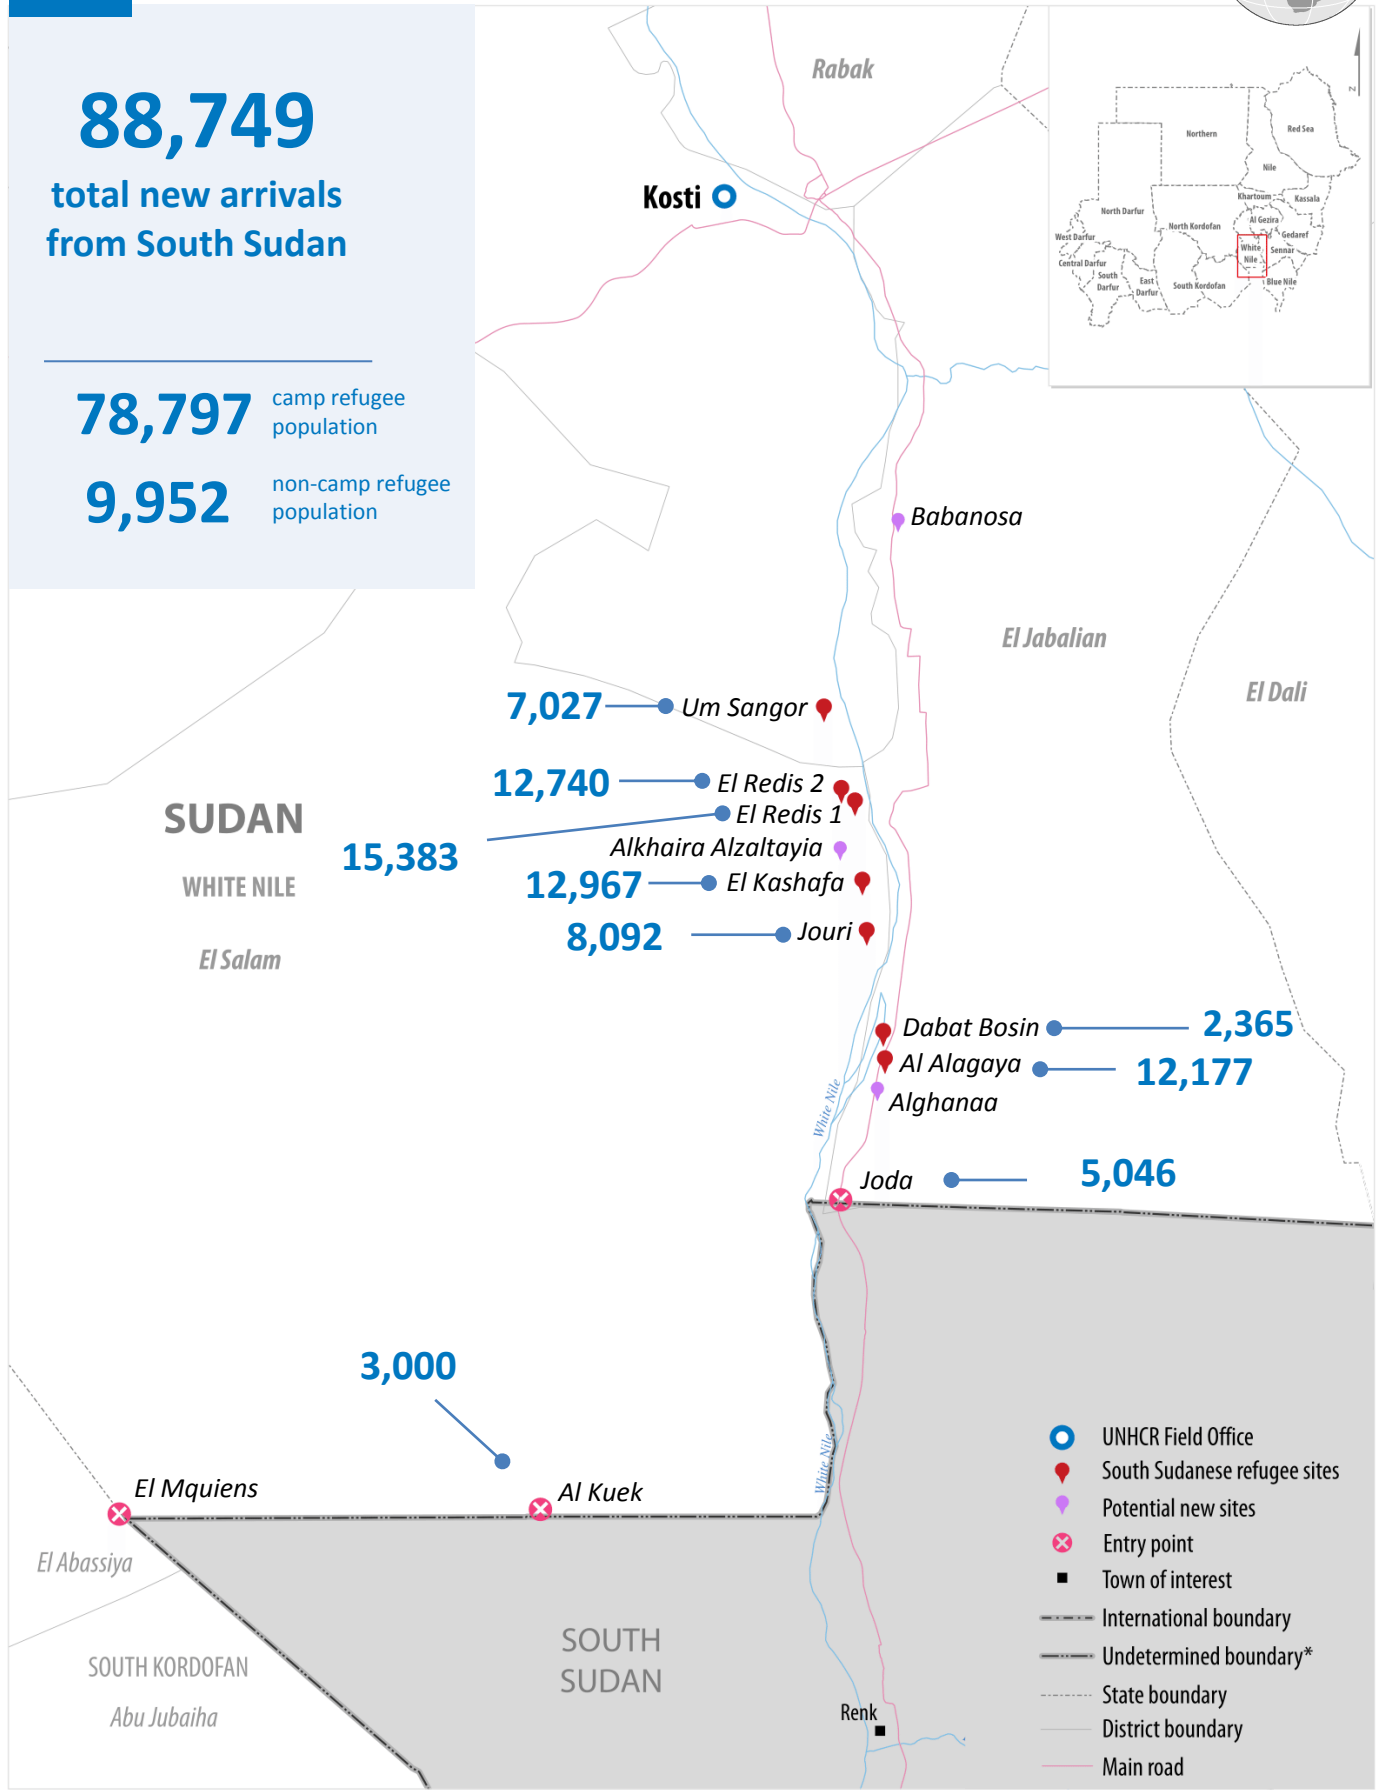 88,749
total new arrivals
from South Sudan
78,797
camp refugee
population
9,952
non-camp refugee
population
Rabak
Kosti
N
Northern
Red Sea
Nile
Khartoum
Kassala
North Darfur
Al Gezira
North Kordofan
Gedaref
West Darfur
White
Nile
Sennar
Central Darfur
South
Darfur
East
Darfur
South Kordofan
Blue Nile
Babanosa
El Jabalian
El Dali
7,027
Um Sangor
12,740
El Redis 2
El Redis 1
15,383
SUDAN
Alkhaira Alzaltayia
WHITE NILE
12,967
El Kashafa
8,092
Jouri
El Salam
Dabat Bosin
2,365
Al Alagaya
12,177
Alghanaa
White Nile
Joda
5,046
3,000
White Nile
El Mquiens
Al Kuek
El Abassiya
SOUTH KORDOFAN
Abu Jubaiha
SOUTH
SUDAN
Renk
UNHCR Field Office
South Sudanese refugee sites
Potential new sites
Entry point
Town of interest
International boundary
Undetermined boundary*
State boundary
District boundary
Main road